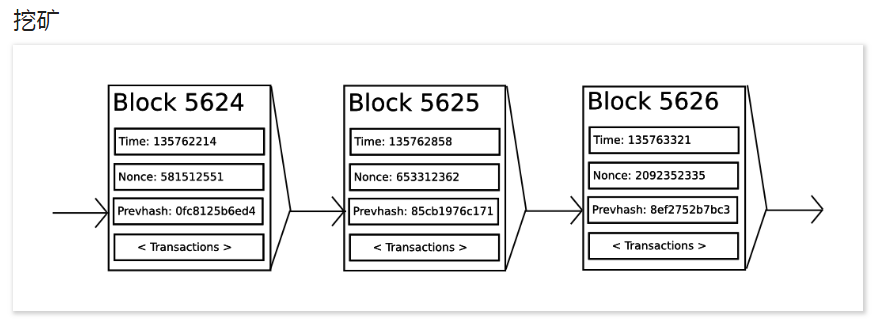 挖矿
Block 5624
Time: 135762214
Nonce: 581512551
Prevhash: 0fc8125b6ed4
< Transactions >
Block 5625
Time: 135762858
Nonce: 653312362
Prevhash: 85cb1976c171
< Transactions >
Block 5626
Time: 135763321
Nonce: 2092352335
Prevhash: 8ef2752b7bc3
< Transactions >